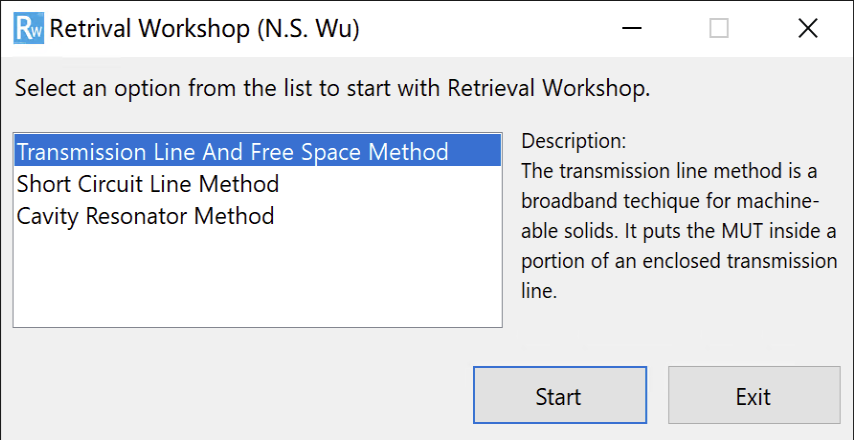 Rw Retrival Workshop (N.S. Wu)
Select an option from the list to start with Retrieval Workshop.
Transmission Line And Free Space Method
Short Circuit Line Method
Cavity Resonator Method
Description:
The transmission line method is a
broadband techique for machine-
able solids. It puts the MUT inside a
portion of an enclosed transmission
line.
Start
Exit